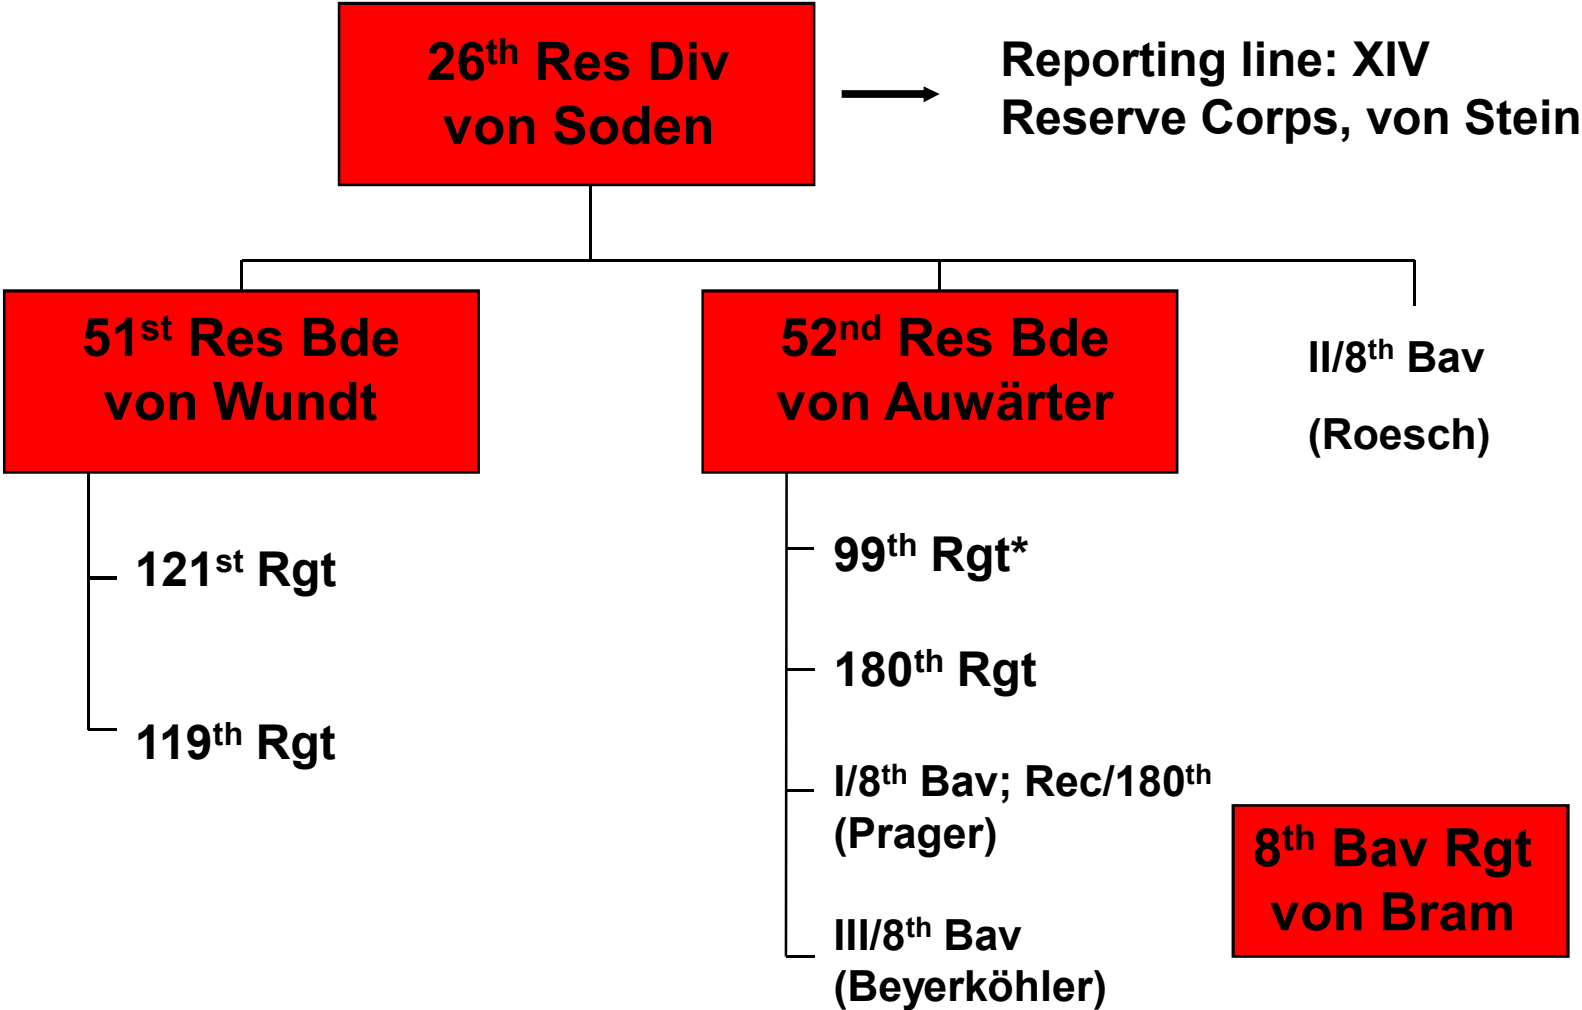 26th Res Div
von Soden
Reporting line: XIV
Reserve Corps, von Stein
51st Res Bde
von Wundt
52nd Res Bde
von Auwärter
II/8th Bav
(Roesch)
121st Rgt
119th Rgt
99th Rgt*
180th Rgt
I/8th Bav; Rec/180th
(Prager)
III/8th Bav
(Beyerköhler)
8th Bav Rgt
von Bram